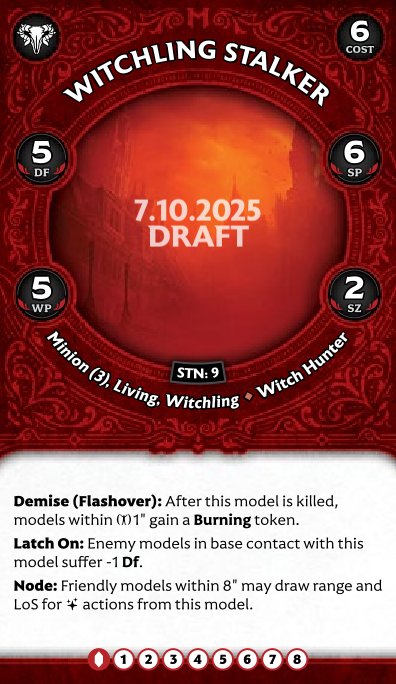 6
COST
WITCHLING STALKER
5
DF
6
SP
7.10.2025
DRAFT
5
WP
2
SZ
STN: 9
Minion (3), Living, Witchling ♦ Witch Hunter
Demise (Flashover): After this model is killed,
models within 1" gain a Burning token.
Latch On: Enemy models in base contact with this
model suffer -1 Df.
Node: Friendly models within 8" may draw range and
LoS for actions from this model.
1 2 3 4 5 6 7 8